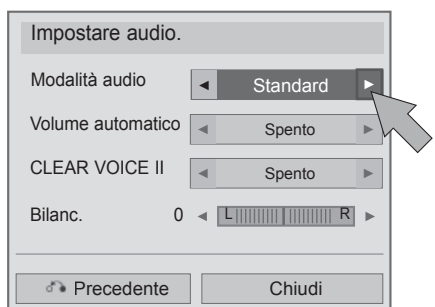 Impostare audio.
Modalità audio ◄ Standard ►
Volume automatico ◄ Spento ►
CLEAR VOICE II ◄ Spento ►
Bilanc. 0 ◄ L R ►
Precedente Chiudi